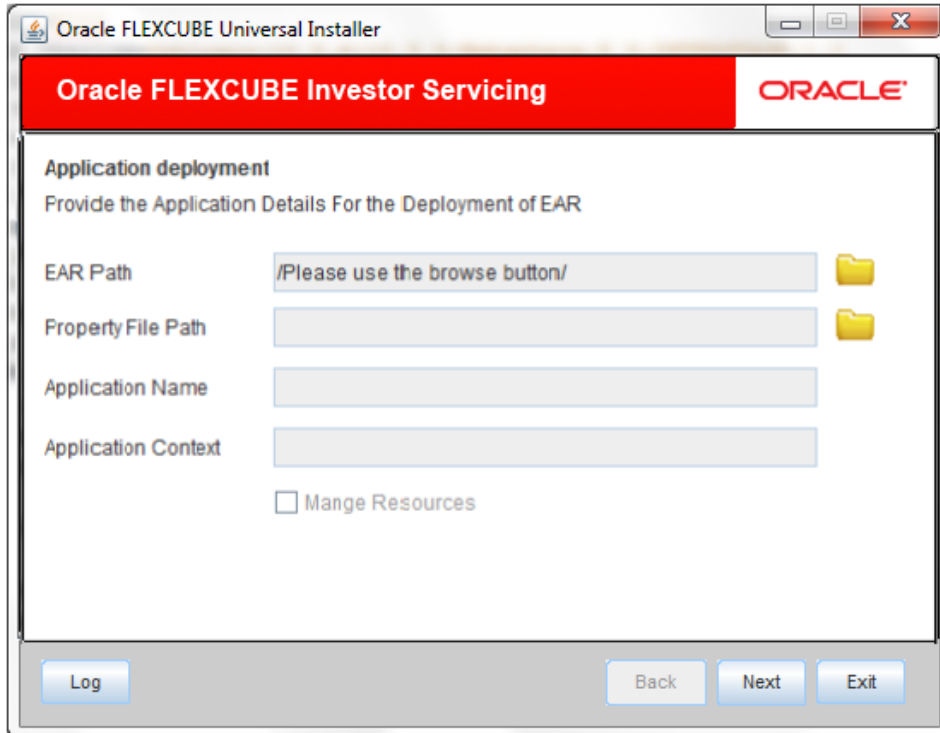 Oracle FLEXCUBE Universal Installer
Oracle FLEXCUBE Investor Servicing
ORACLE
Application deployment
Provide the Application Details For the Deployment of EAR
EAR Path
/Please use the browse button/
Property File Path
Application Name
Application Context
Mange Resources
Log
Back
Next
Exit